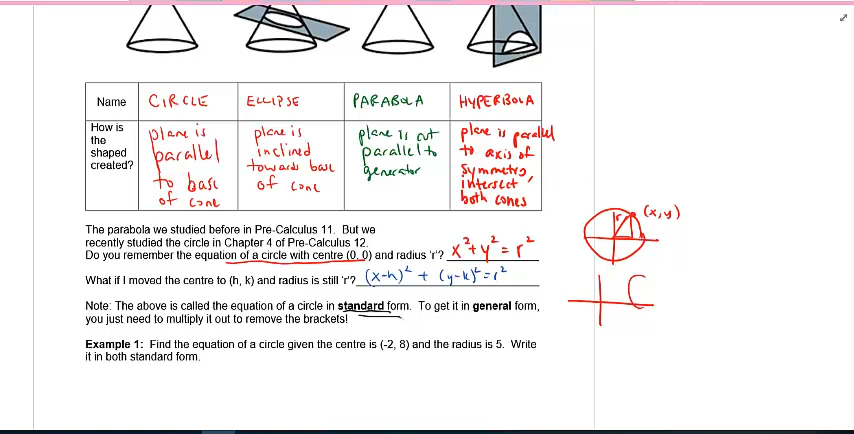 Name
CIRCLE
ELLIPSE
PARABOLA
HYPERBOLA
How is
the
shaped
created?
plane is
parallel
to base
of cone
plane is
inclined
towards base
of cone
plane is cut
parallel to
generator
plane is parallel
to axis of
symmetry,
intersect
both cones
The parabola we studied before in Pre-Calculus 11. But we
recently studied the circle in Chapter 4 of Pre-Calculus 12.
Do you remember the equation of a circle with centre (0, 0) and radius 'r'? x² + y² = r²
What if I moved the centre to (h, k) and radius is still 'r'? (x-h)² + (y-k)² = r²
Note: The above is called the equation of a circle in standard form. To get it in general form,
you just need to multiply it out to remove the brackets!
Example 1: Find the equation of a circle given the centre is (-2, 8) and the radius is 5. Write
it in both standard form.
r
(x,y)